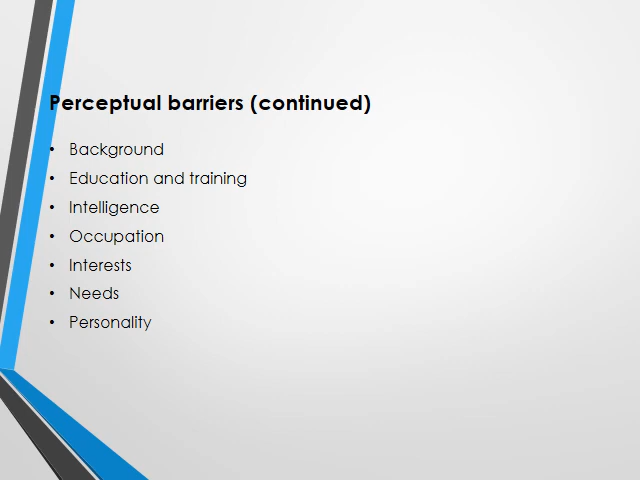 Perceptual barriers (continued)
• Background
• Education and training
• Intelligence
• Occupation
• Interests
• Needs
• Personality